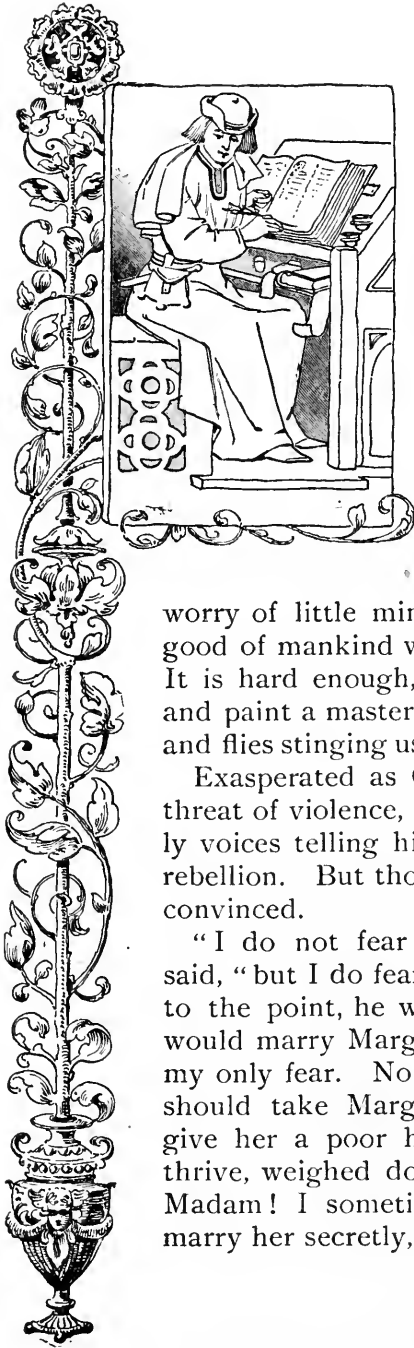 worry of little min
good of mankind w
It is hard enough,
and paint a master
and flies stinging us
Exasperated as
threat of violence,
ly voices telling hi
rebellion. But tho
convinced.
"I do not fear
said, "but I do fear
to the point, he w
would marry Marg
my only fear. No
should take Marg
give her a poor h
thrive, weighed do
Madam! I someti
marry her secretly,